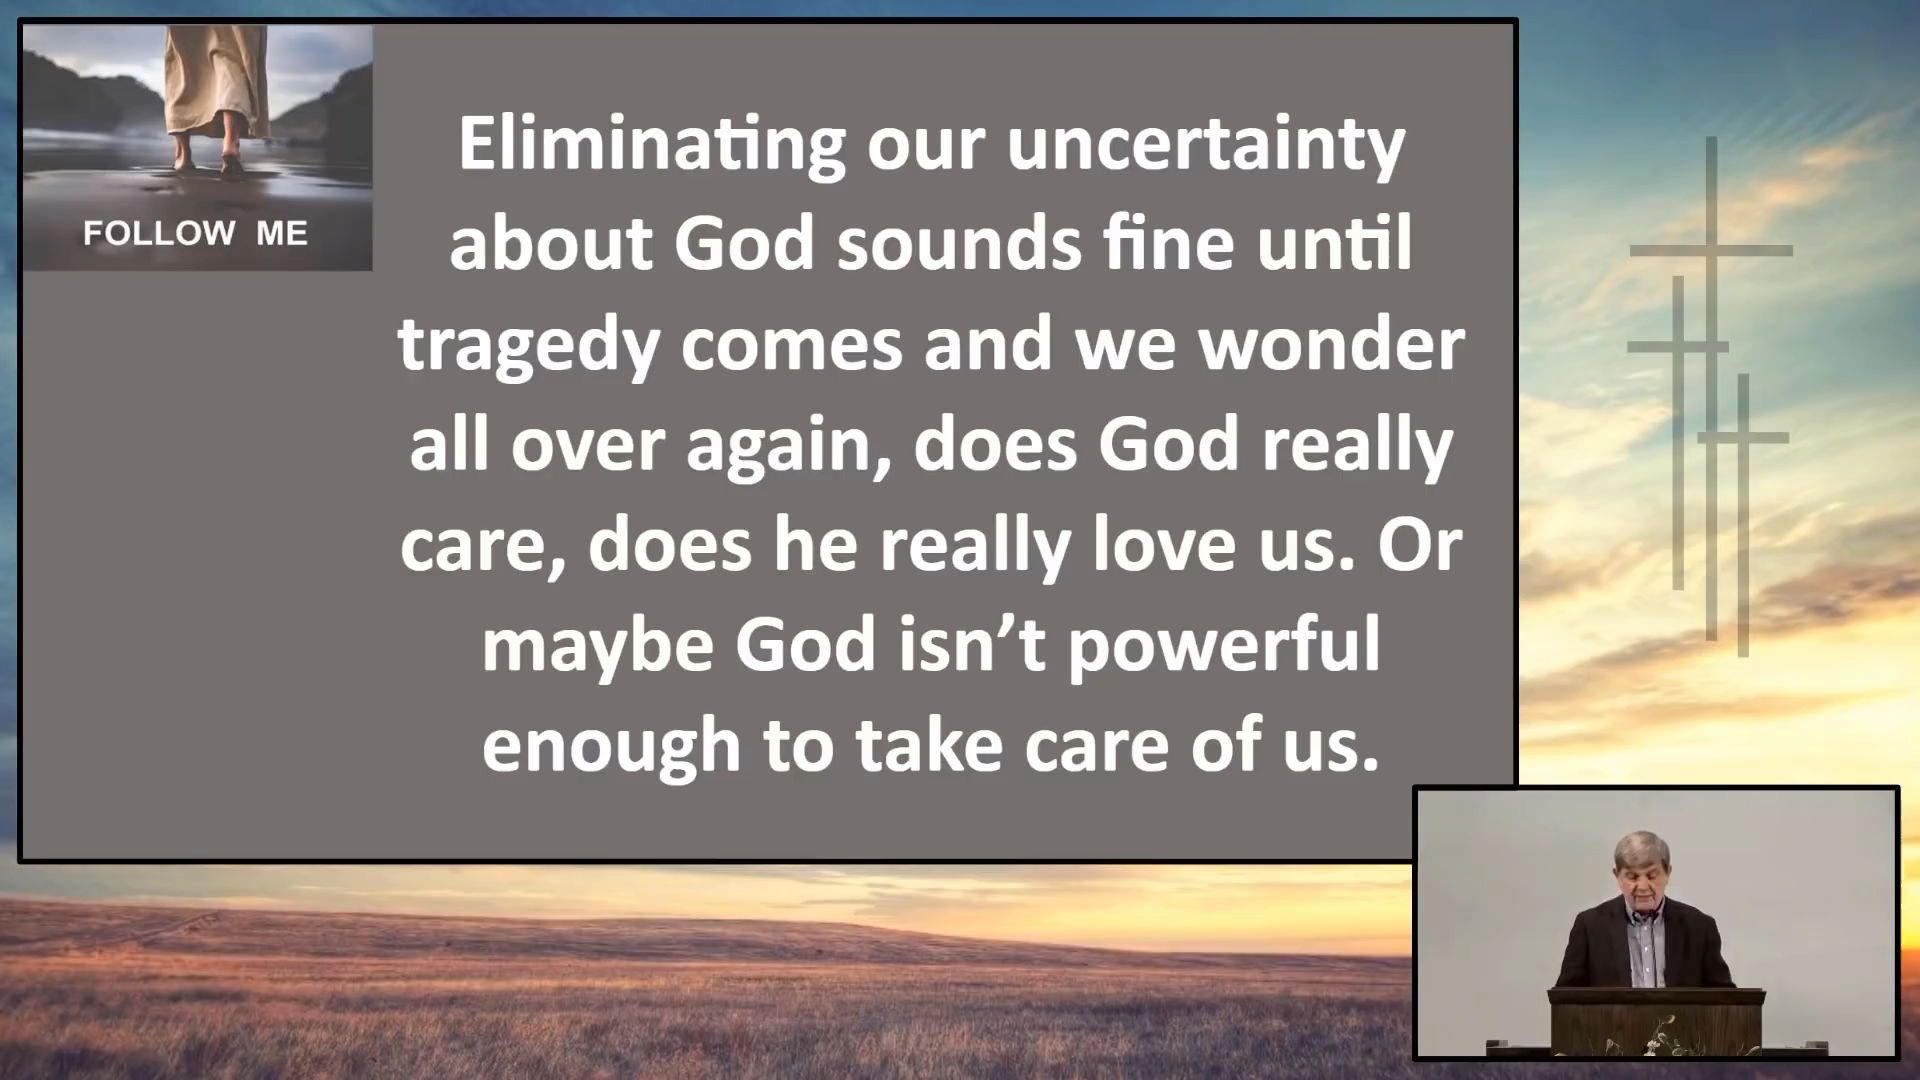 FOLLOW ME
Eliminating our uncertainty
about God sounds fine until
tragedy comes and we wonder
all over again, does God really
care, does he really love us. Or
maybe God isn’t powerful
enough to take care of us.